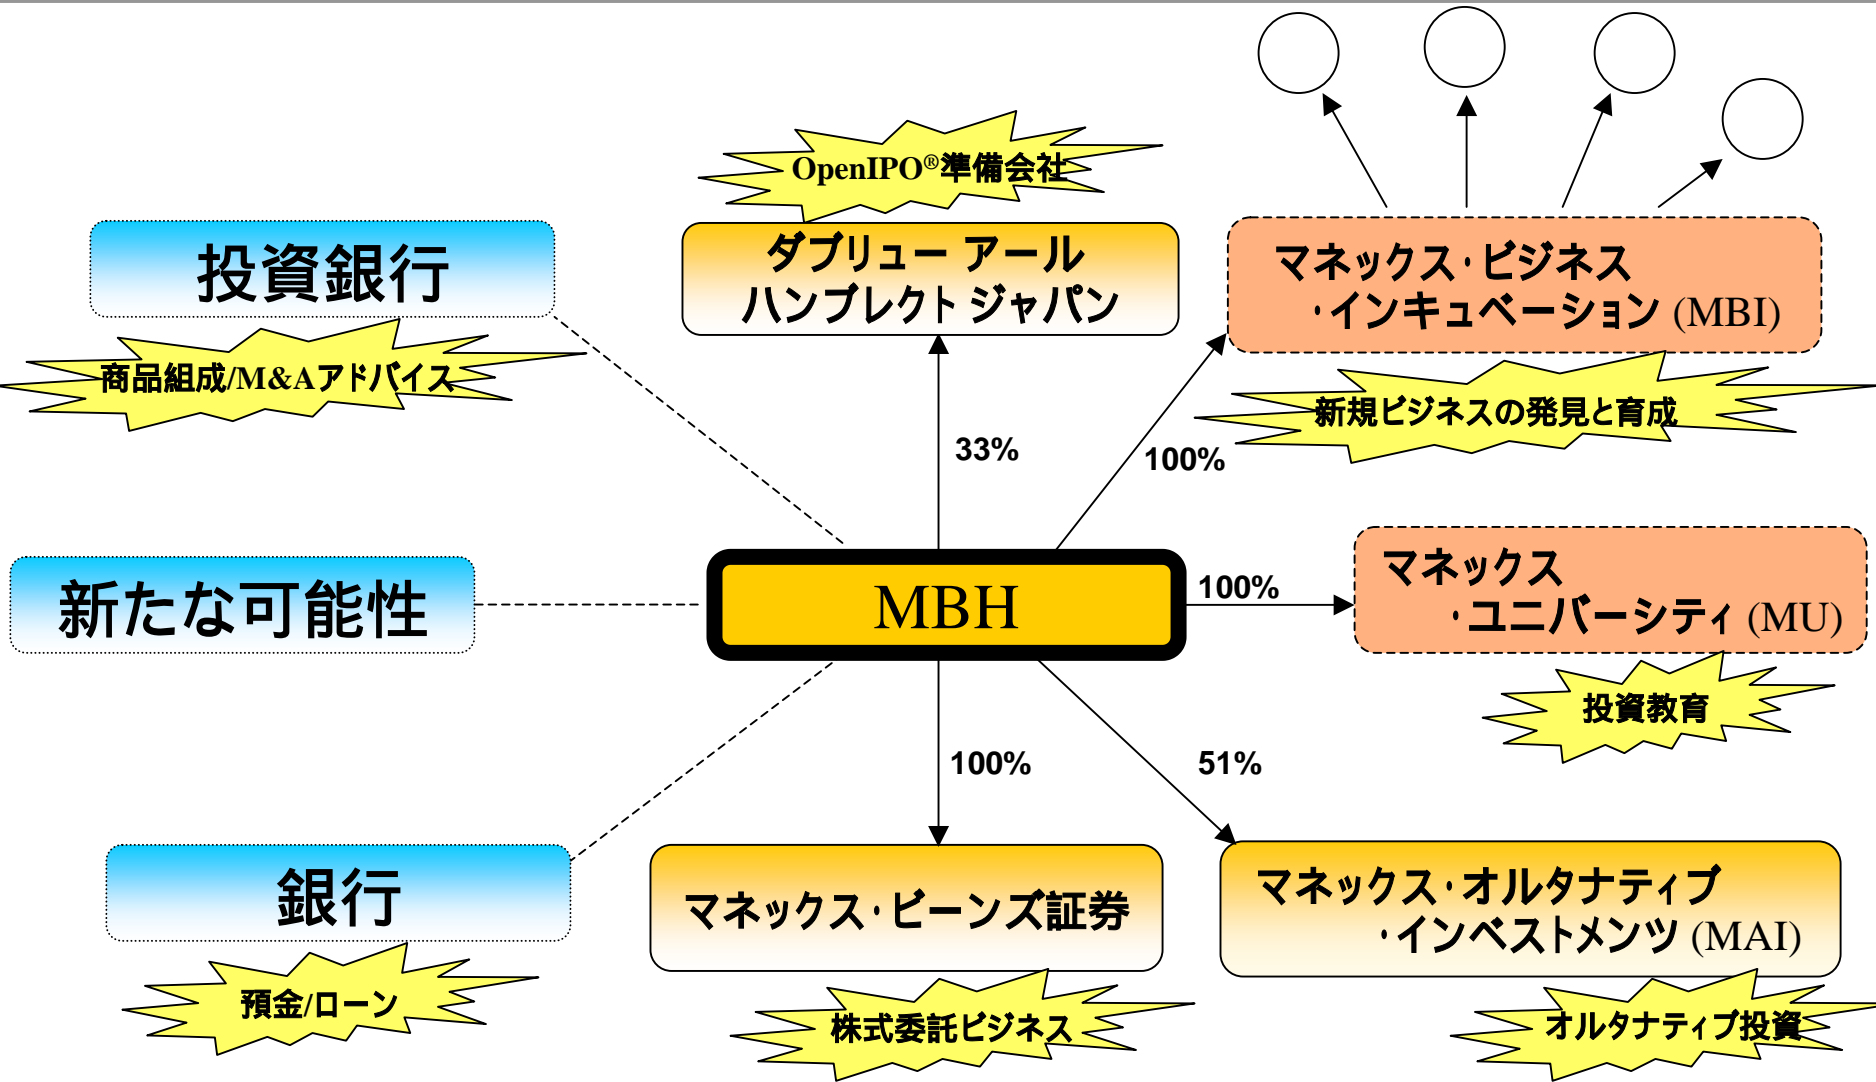 OpenIPO®準備会社
投資銀行
商品組成/M&Aアドバイス
ダブリュー アール
ハンブレクト ジャパン
マネックス・ビジネス
・インキュベーション (MBI)
新規ビジネスの発見と育成
33%
100%
新たな可能性
MBH
100%
マネックス
・ユニバーシティ (MU)
投資教育
100%
51%
銀行
預金/ローン
マネックス・ビーンズ証券
株式委託ビジネス
マネックス・オルタナティブ
・インベストメンツ (MAI)
オルタナティブ投資